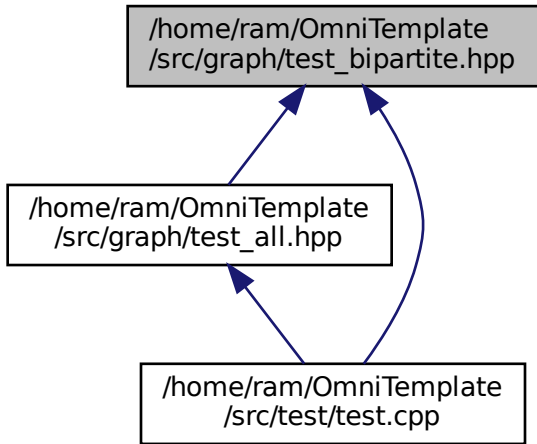 /home/ram/OmniTemplate
/src/graph/test_bipartite.hpp
/home/ram/OmniTemplate
/src/graph/test_all.hpp
/home/ram/OmniTemplate
/src/test/test.cpp